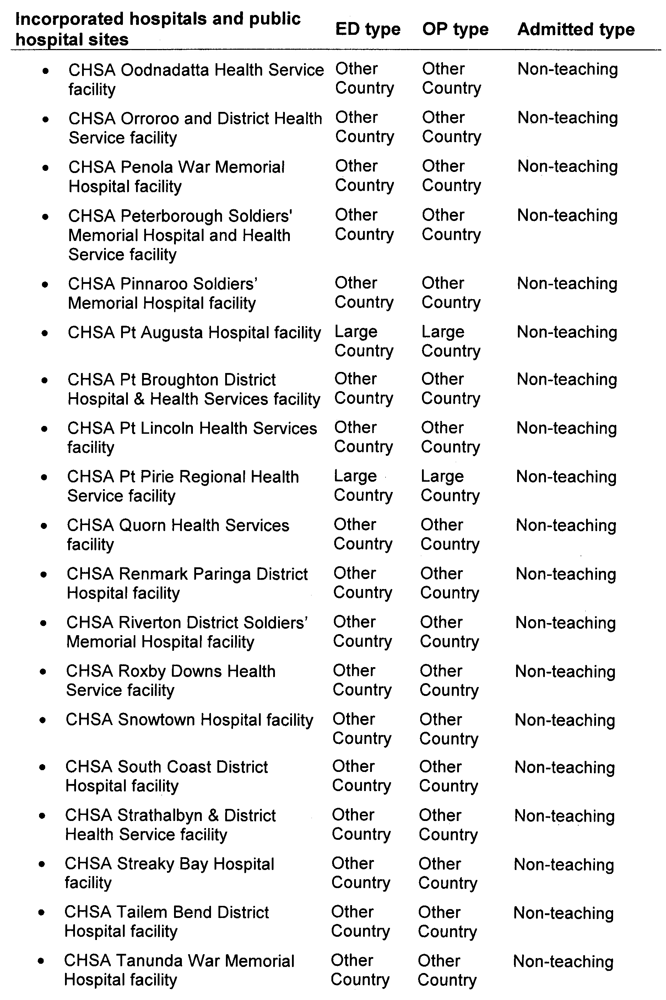 Incorporated hospitals and public
hospital sites
ED type OP type Admitted type
• CHSA Oodnadatta Health Service Other Other Non-teaching
facility Country Country
• CHSA Orroroo and District Health Other Other Non-teaching
Service facility Country Country
• CHSA Penola War Memorial Other Other Non-teaching
Hospital facility Country Country
• CHSA Peterborough Soldiers' Other Other Non-teaching
Memorial Hospital and Health Country Country
Service facility
• CHSA Pinnaroo Soldiers’ Other Other Non-teaching
Memorial Hospital facility Country Country
• CHSA Pt Augusta Hospital facility Large Large Non-teaching
Country Country
• CHSA Pt Broughton District Other Other Non-teaching
Hospital & Health Services facility Country Country
• CHSA Pt Lincoln Health Services Other Other Non-teaching
facility Country Country
• CHSA Pt Pirie Regional Health Large Large Non-teaching
Service facility Country Country
• CHSA Quorn Health Services Other Other Non-teaching
facility Country Country
• CHSA Renmark Paringa District Other Other Non-teaching
Hospital facility Country Country
• CHSA Riverton District Soldiers’ Other Other Non-teaching
Memorial Hospital facility Country Country
• CHSA Roxby Downs Health Other Other Non-teaching
Service facility Country Country
• CHSA Snowtown Hospital facility Other Other Non-teaching
Country Country
• CHSA South Coast District Other Other Non-teaching
Hospital facility Country Country
• CHSA Strathalbyn & District Other Other Non-teaching
Health Service facility Country Country
• CHSA Streaky Bay Hospital Other Other Non-teaching
facility Country Country
• CHSA Tailem Bend District Other Other Non-teaching
Hospital facility Country Country
• CHSA Tanunda War Memorial Other Other Non-teaching
Hospital facility Country Country